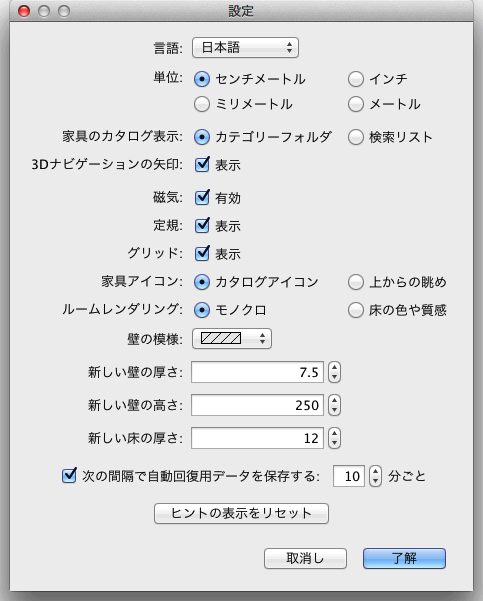 設定
言語: 日本語
単位: センチメートル インチ
ミリメートル メートル
家具のカタログ表示: カテゴリーフォルダ 検索リスト
3Dナビゲーションの矢印: 表示
磁気: 有効
定規: 表示
グリッド: 表示
家具アイコン: カタログアイコン 上からの眺め
ルームレンダリング: モノクロ 床の色や質感
壁の模様:
新しい壁の厚さ: 7.5
新しい壁の高さ: 250
新しい床の厚さ: 12
次の間隔で自動回復用データを保存する: 10 分ごと
ヒントの表示をリセット
取消し 了解